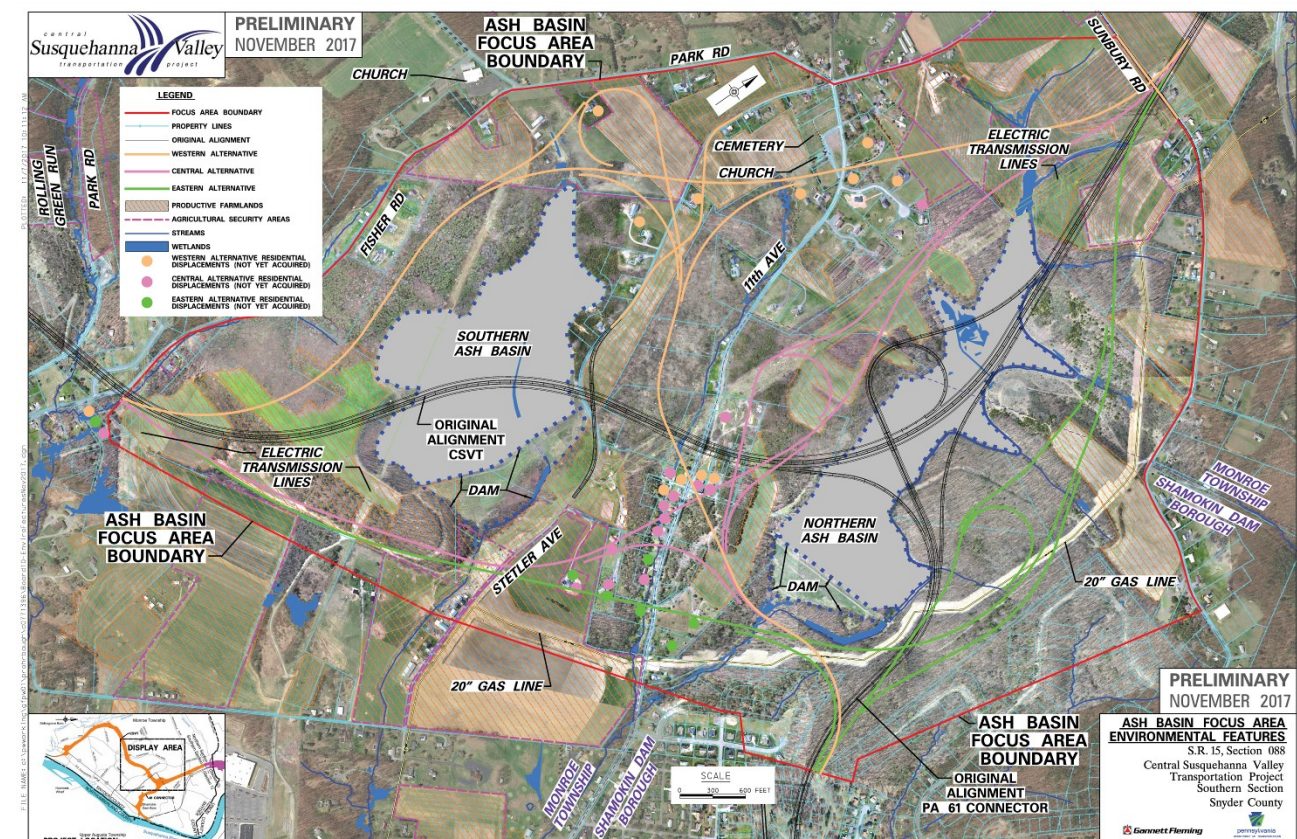 central
Susquehanna Valley
transportation project
PRELIMINARY
NOVEMBER 2017
ASH BASIN
FOCUS AREA
BOUNDARY
PARK RD
SUNBURY RD
CHURCH
LEGEND
FOCUS AREA BOUNDARY
PROPERTY LINES
ORIGINAL ALIGNMENT
WESTERN ALTERNATIVE
CENTRAL ALTERNATIVE
EASTERN ALTERNATIVE
PRODUCTIVE FARMLANDS
AGRICULTURAL SECURITY AREAS
STREAMS
WETLANDS
WESTERN ALTERNATIVE RESIDENTIAL
DISPLACEMENTS (NOT YET ACQUIRED)
CENTRAL ALTERNATIVE RESIDENTIAL
DISPLACEMENTS (NOT YET ACQUIRED)
EASTERN ALTERNATIVE RESIDENTIAL
DISPLACEMENTS (NOT YET ACQUIRED)
ROLLING
GREEN RUN
PARK RD
FISHER RD
CEMETERY
CHURCH
ELECTRIC
TRANSMISSION
LINES
11th AVE
SOUTHERN
ASH BASIN
ORIGINAL
ALIGNMENT
CSVT
ELECTRIC
TRANSMISSION
LINES
DAM
ASH BASIN
FOCUS AREA
BOUNDARY
STETLER AVE
NORTHERN
ASH BASIN
DAM
MONROE
TOWNSHIP
SHAMOKIN DAM
BOROUGH
20" GAS LINE
20" GAS LINE
MONROE
TOWNSHIP
SHAMOKIN DAM
BOROUGH
SCALE
0 300 600 FEET
ASH BASIN
FOCUS AREA
BOUNDARY
ORIGINAL
ALIGNMENT
PA 61 CONNECTOR
DISPLAY AREA
PRELIMINARY
NOVEMBER 2017
ASH BASIN FOCUS AREA
ENVIRONMENTAL FEATURES
S.R. 15, Section 088
Central Susquehanna Valley
Transportation Project
Southern Section
Snyder County
Gannett Fleming
pennsylvania